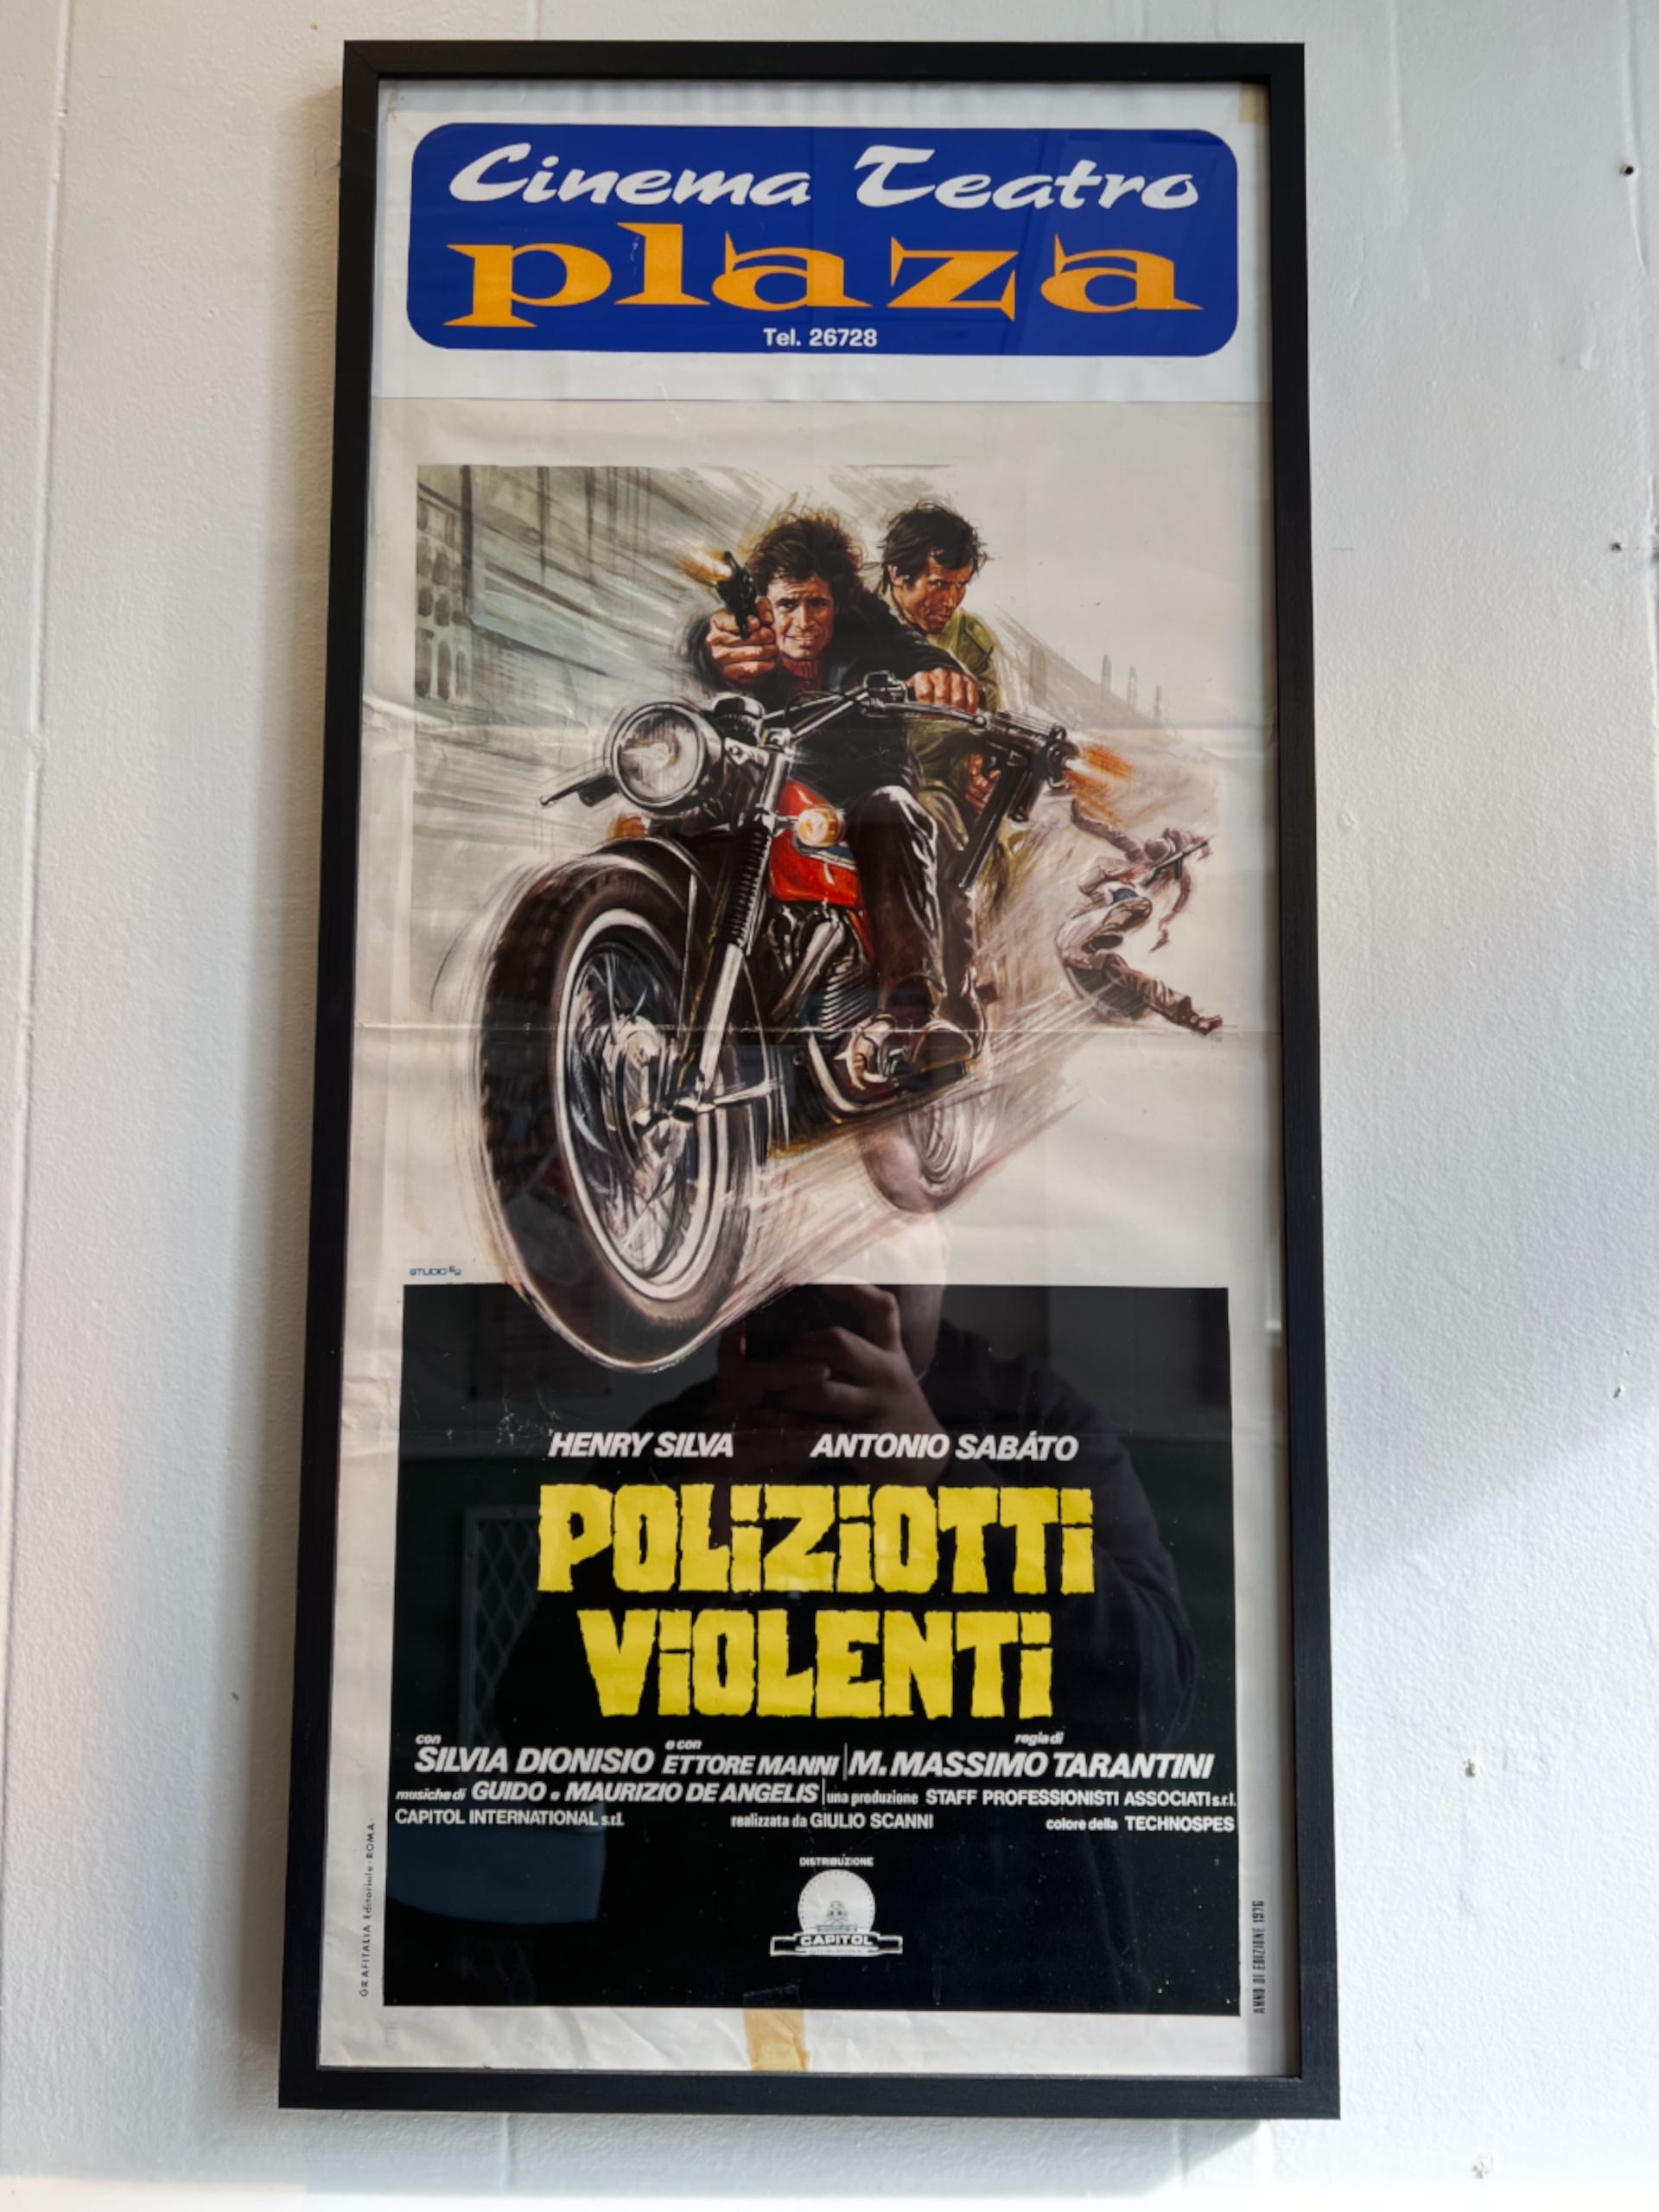 Cinema Teatro
plaza
Tel. 26728
STUDIO E2
HENRY SILVA ANTONIO SABÁTO
POLIZIOTTI
VIOLENTI
con SILVIA DIONISIO e con ETTORE MANNI regia di M. MASSIMO TARANTINI
musiche di GUIDO e MAURIZIO DE ANGELIS una produzione STAFF PROFESSIONISTI ASSOCIATI s.r.l.
CAPITOL INTERNATIONAL s.r.l. realizzata da GIULIO SCANNI colore della TECHNOSPES
DISTRIBUZIONE
CAPITOL
GRAFITALIA Editoriale - ROMA
ANNO DI EDIZIONE 1976